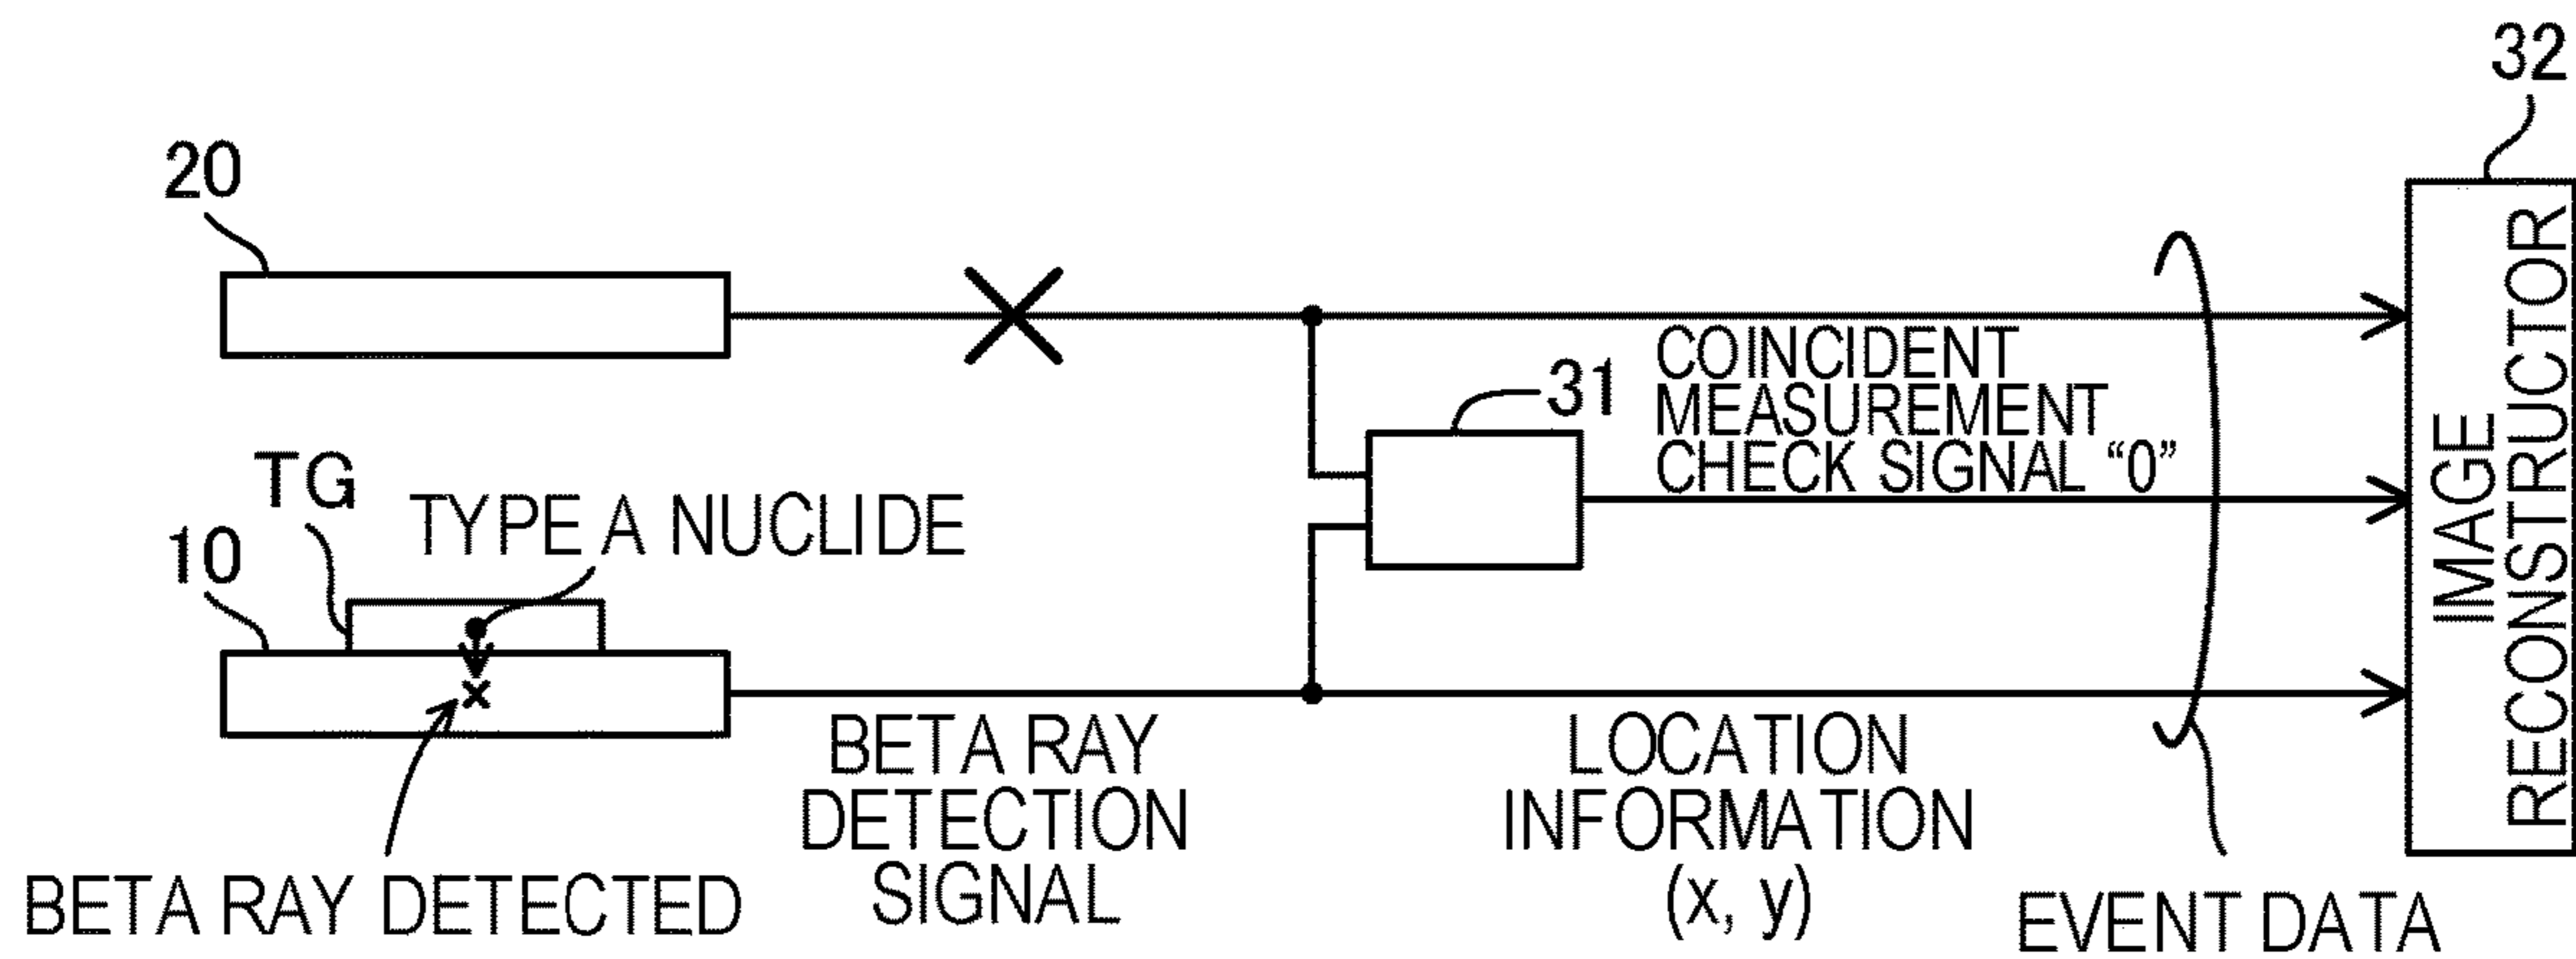 32
20
COINCIDENT
MEASUREMENT
CHECK SIGNAL “0”
31
TG
TYPE A NUCLIDE
10
IMAGE
RECONSTRUCTOR
BETA RAY
DETECTION
SIGNAL
LOCATION
INFORMATION
(x, y)
BETA RAY DETECTED
EVENT DATA